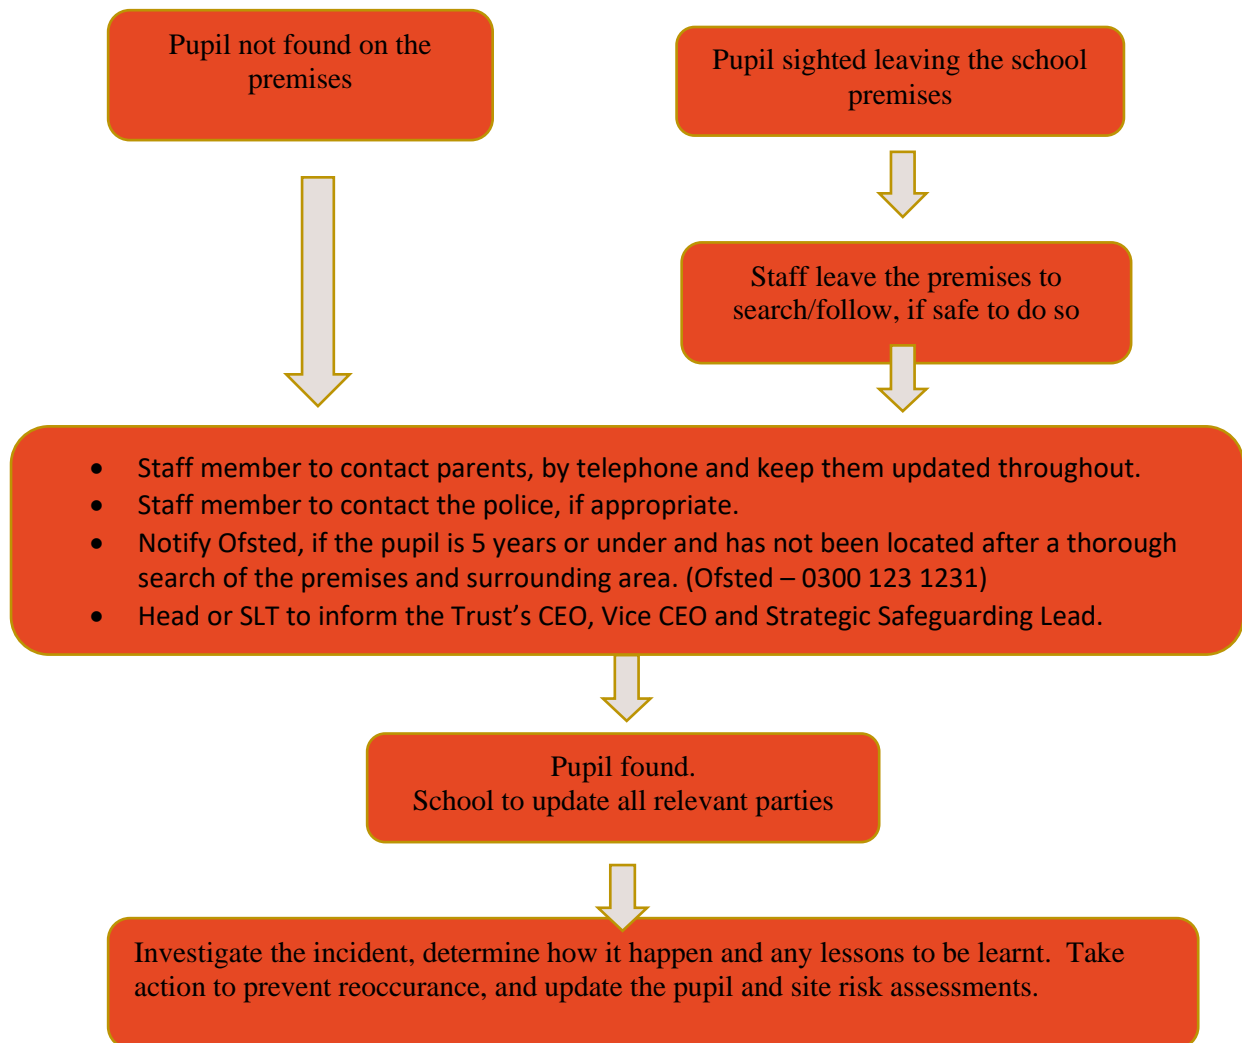 Pupil not found on the
premises
Pupil sighted leaving the school
premises
Staff leave the premises to
search/follow, if safe to do so
• Staff member to contact parents, by telephone and keep them updated throughout.
• Staff member to contact the police, if appropriate.
• Notify Ofsted, if the pupil is 5 years or under and has not been located after a thorough
search of the premises and surrounding area. (Ofsted – 0300 123 1231)
• Head or SLT to inform the Trust’s CEO, Vice CEO and Strategic Safeguarding Lead.
Pupil found.
School to update all relevant parties
Investigate the incident, determine how it happen and any lessons to be learnt.  Take
action to prevent reoccurance, and update the pupil and site risk assessments.